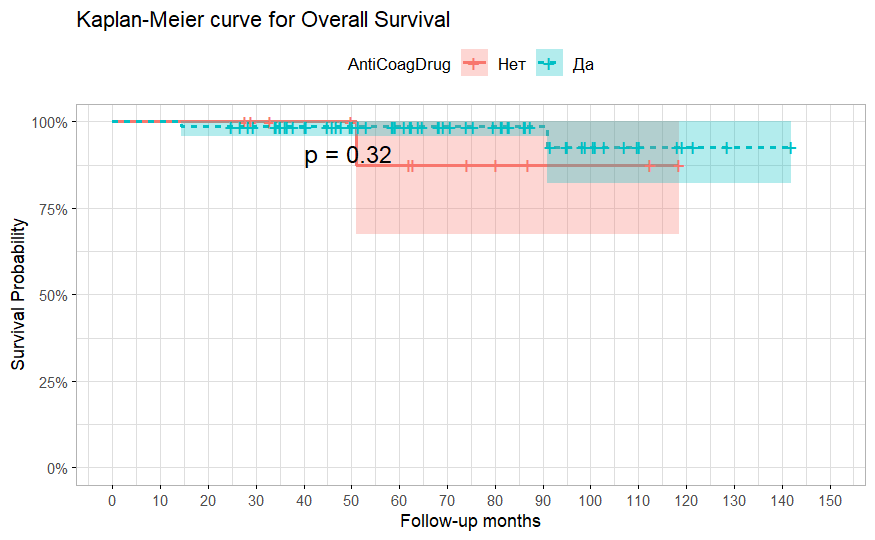 Kaplan-Meier curve for Overall Survival
AntiCoagDrug Нет Да
100%
75%
50%
25%
0%
Survival Probability
p = 0.32
0 10 20 30 40 50 60 70 80 90 100 110 120 130 140 150
Follow-up months